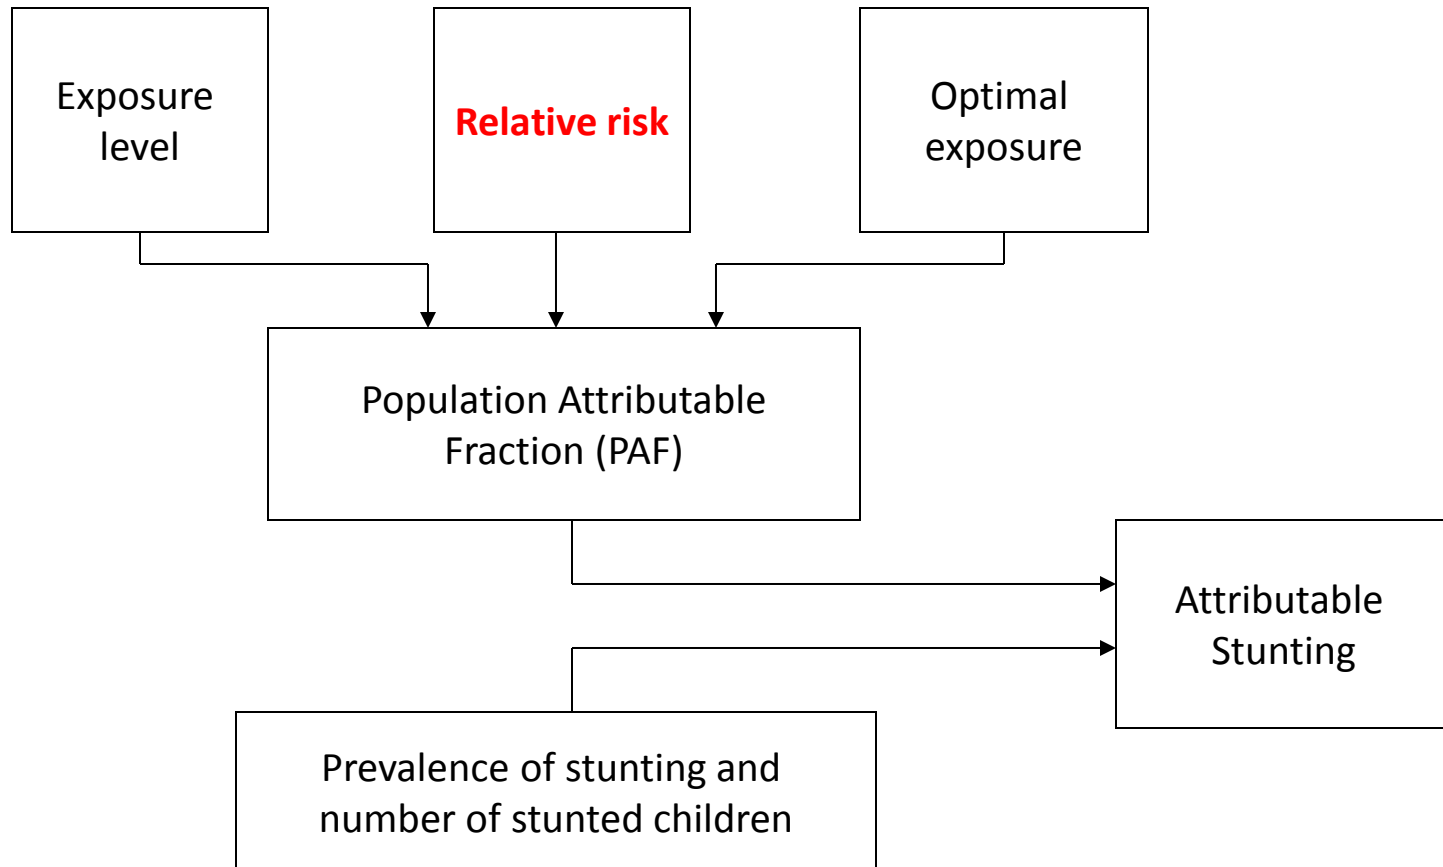 Exposure
level
Relative risk
Optimal
exposure
Population Attributable
Fraction (PAF)
Attributable
Stunting
Prevalence of stunting and
number of stunted children